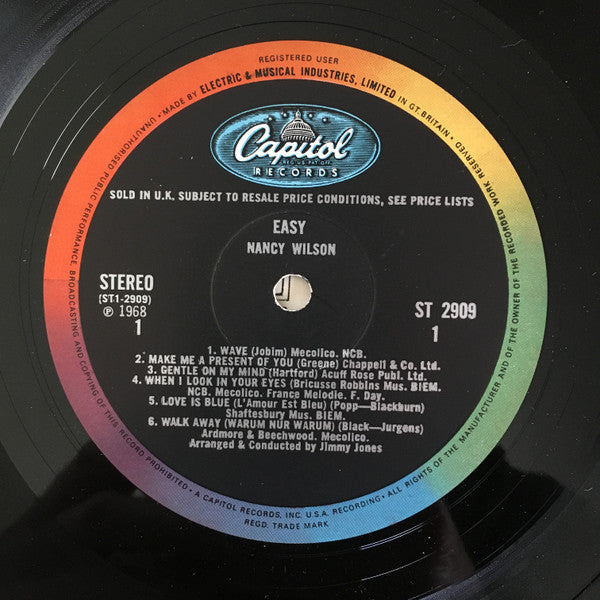 REGISTERED USER
UNAUTHORISED PUBLIC PERFORMANCE, BROADCASTING AND COPYING OF THIS RECORD PROHIBITED · MADE BY ELECTRIC & MUSICAL INDUSTRIES, LIMITED IN GT. BRITAIN · ALL RIGHTS OF THE MANUFACTURER AND OF THE OWNER OF THE RECORDED WORK RESERVED
Capitol
REG. U.S. PAT. OFF.
RECORDS
SOLD IN U.K. SUBJECT TO RESALE PRICE CONDITIONS, SEE PRICE LISTS
EASY
NANCY WILSON
STEREO
(ST1-2909)
℗ 1968
1
ST 2909
1
1. WAVE (Jobim) Mecolico. NCB.
2. MAKE ME A PRESENT OF YOU (Greene) Chappell & Co. Ltd.
3. GENTLE ON MY MIND (Hartford) Acuff Rose Publ. Ltd.
4. WHEN I LOOK IN YOUR EYES (Bricusse Robbins Mus. BIEM.
NCB. Mecolico. France Melodie. F. Day.
5. LOVE IS BLUE (L'Amour Est Bleu) (Popp—Blackburn)
Shaftesbury Mus. BIEM.
6. WALK AWAY (WARUM NUR WARUM) (Black—Jurgens)
Ardmore & Beechwood. Mecolico.
Arranged & Conducted by Jimmy Jones
· A CAPITOL RECORDS, INC. U.S.A. RECORDING ·
REGD. TRADE MARK